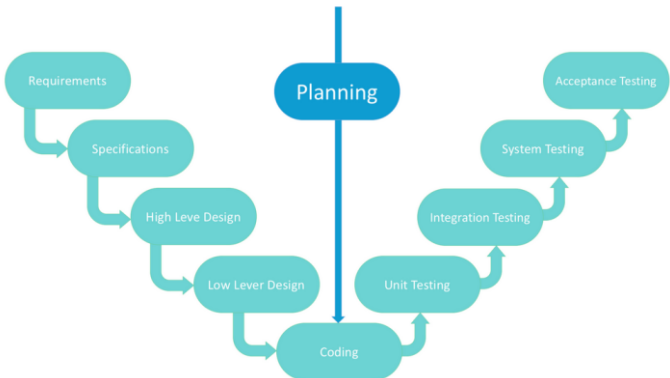 Requirements
Specifications
High Leve Design
Low Lever Design
Coding
Planning
Unit Testing
Integration Testing
System Testing
Acceptance Testing